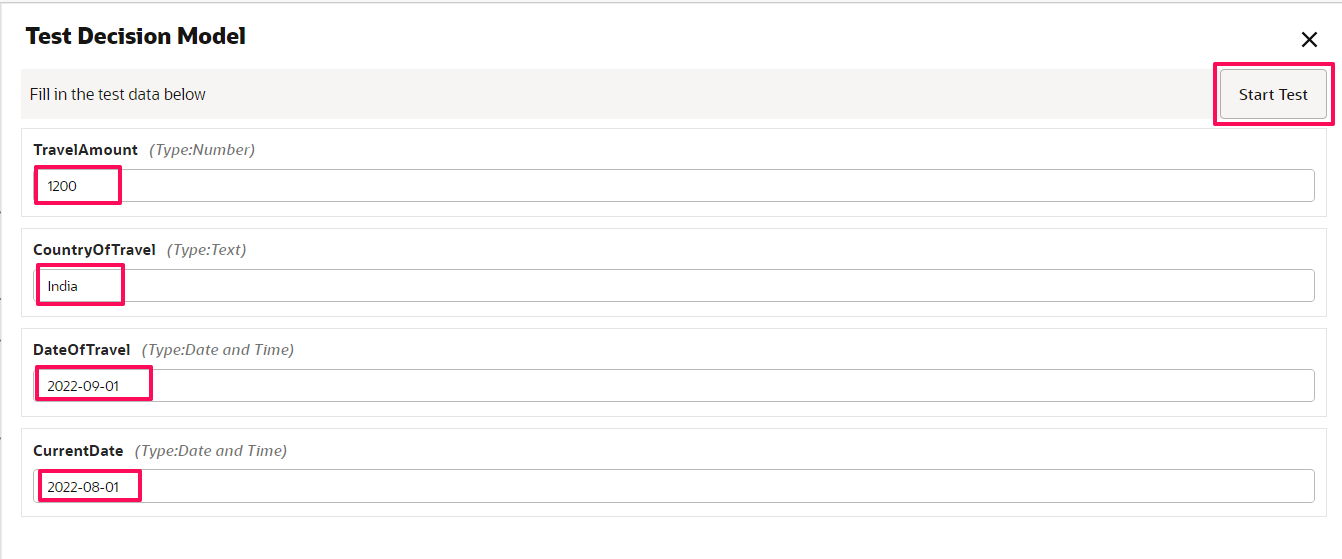 Test Decision Model
Fill in the test data below
Start Test
TravelAmount (Type:Number)
1200
CountryOfTravel (Type:Text)
India
DateOfTravel (Type:Date and Time)
2022-09-01
CurrentDate (Type:Date and Time)
2022-08-01